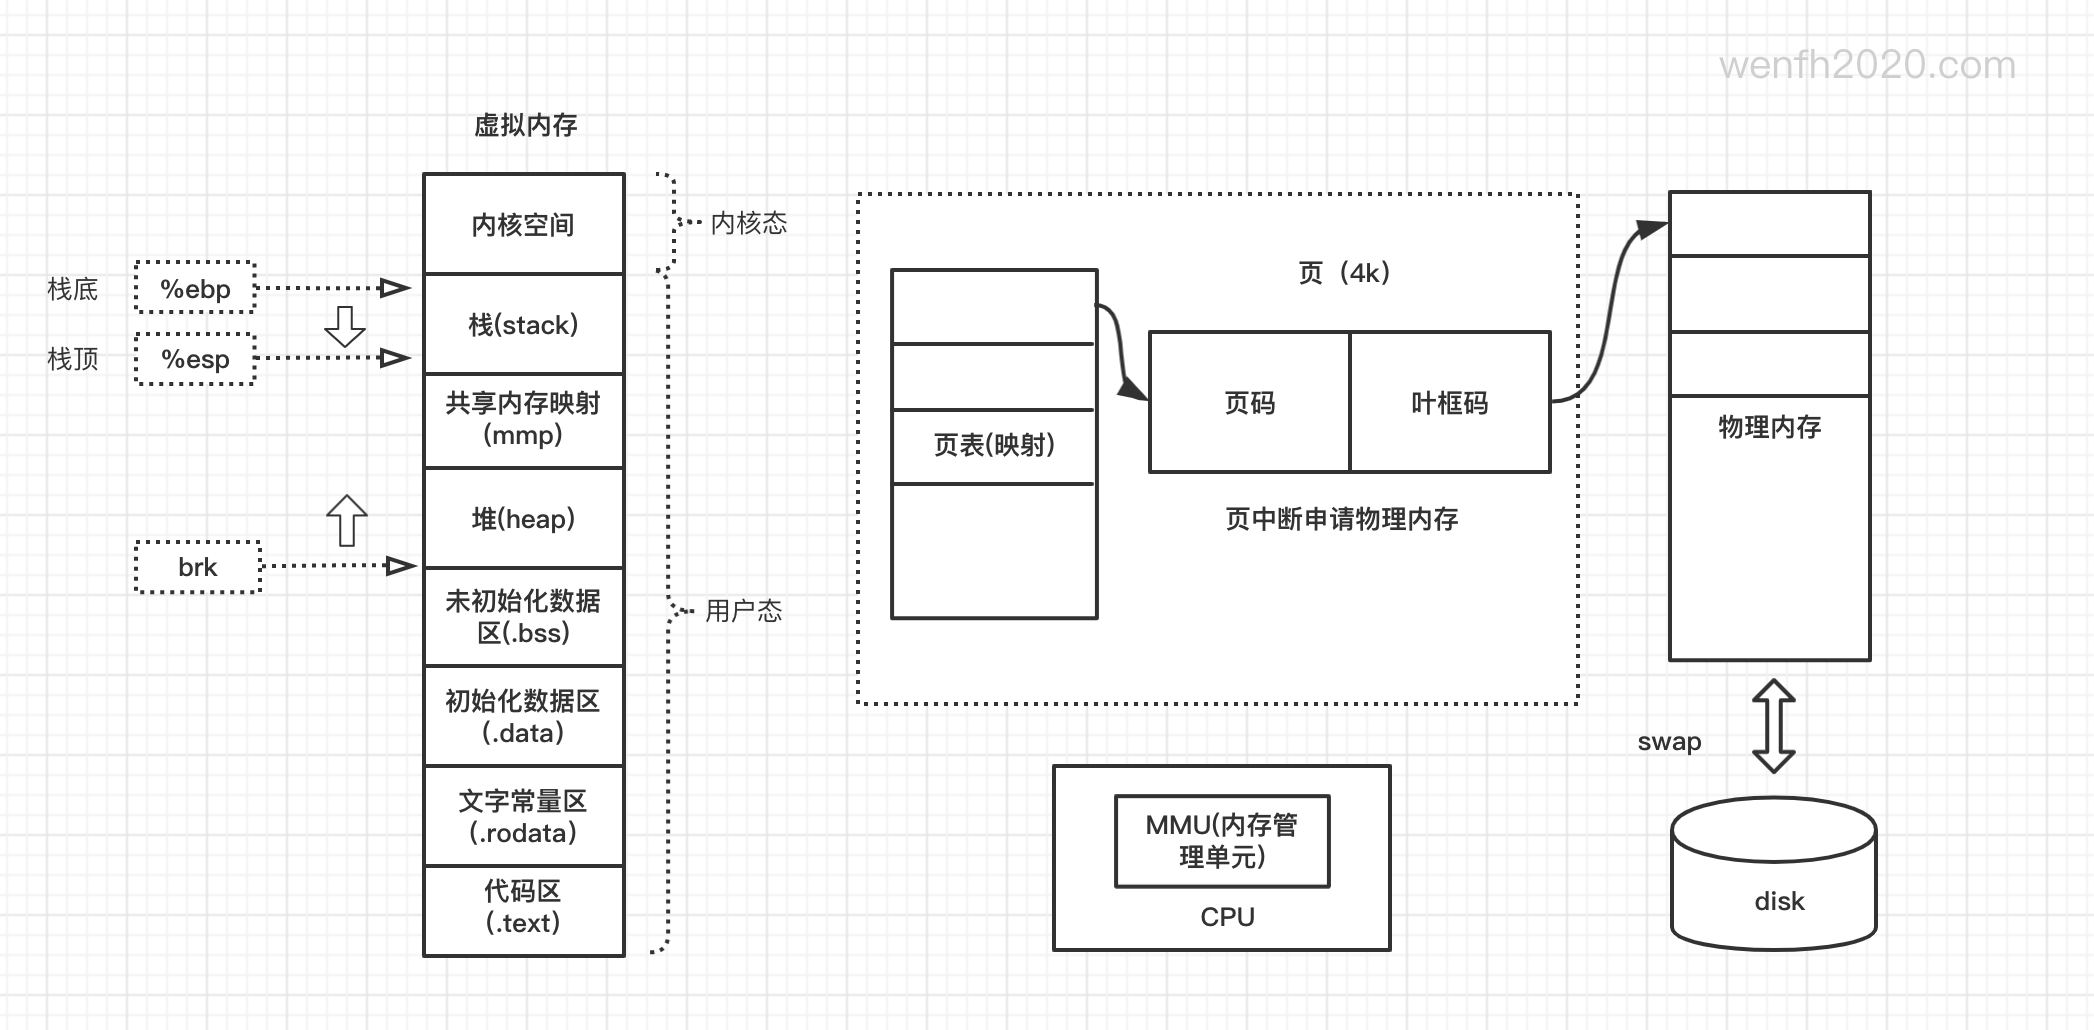 wenfh2020.com
虚拟内存
内核空间
内核态
栈底
%ebp
栈(stack)
栈顶
%esp
共享内存映射
(mmp)
堆(heap)
brk
未初始化数据
区(.bss)
用户态
初始化数据区
(.data)
文字常量区
(.rodata)
代码区
(.text)
页（4k）
页码
叶框码
页表(映射)
页中断申请物理内存
物理内存
swap
MMU(内存管
理单元)
CPU
disk